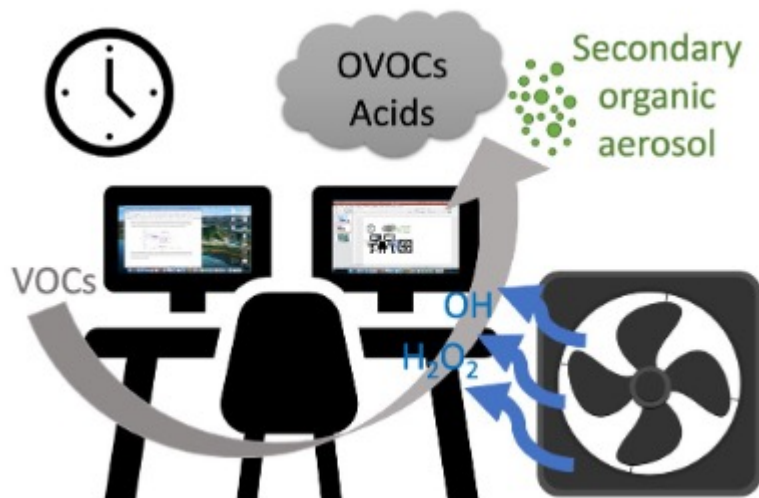 OVOCs
Acids
Secondary
organic
aerosol
VOCs
OH
H₂O₂